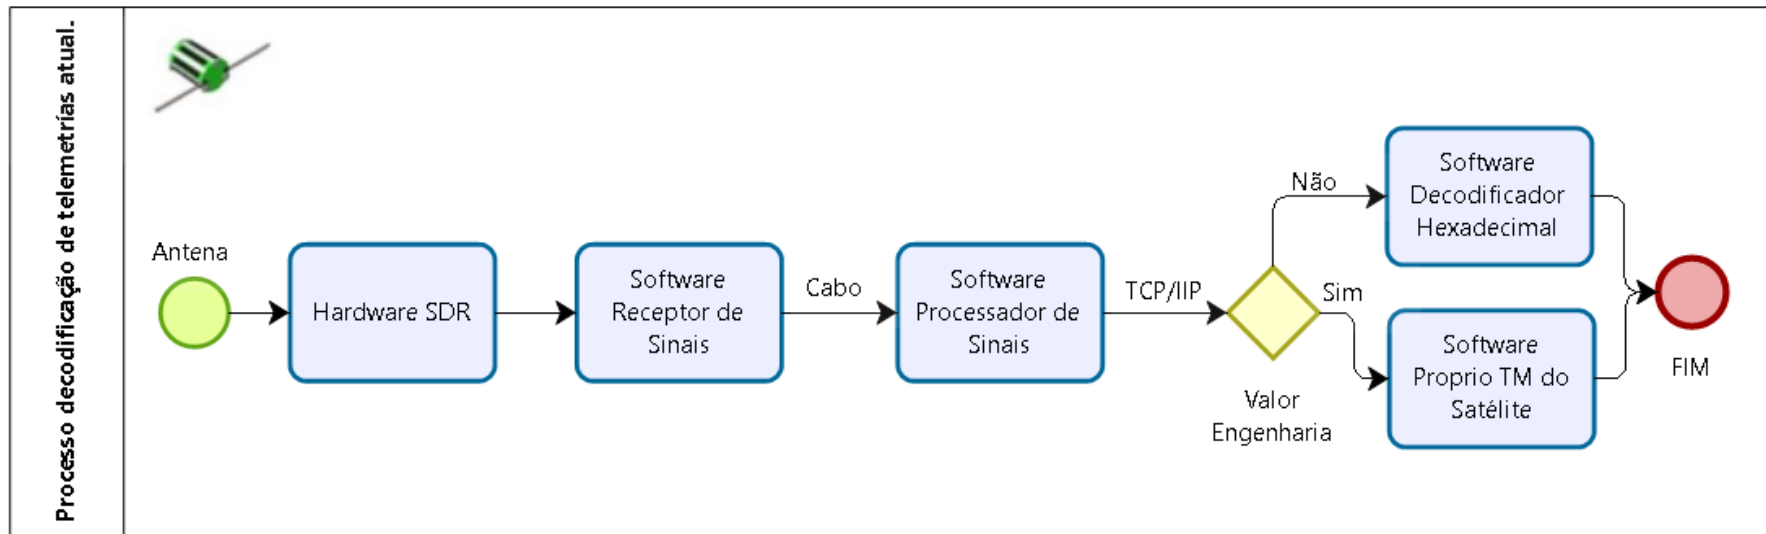 Processo decodificação de telemetrias atual.
Antena
Hardware SDR
Software
Receptor de
Sinais
Cabo
Software
Processador de
Sinais
TCP/IIP
Valor
Engenharia
Não
Software
Decodificador
Hexadecimal
Sim
Software
Proprio TM do
Satélite
FIM